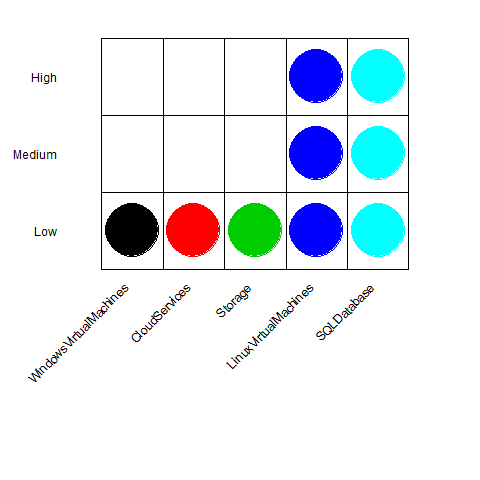 High
Medium
Low
WindowsVirtualMachines
CloudServices
Storage
LinuxVirtualMachines
SQLDatabase